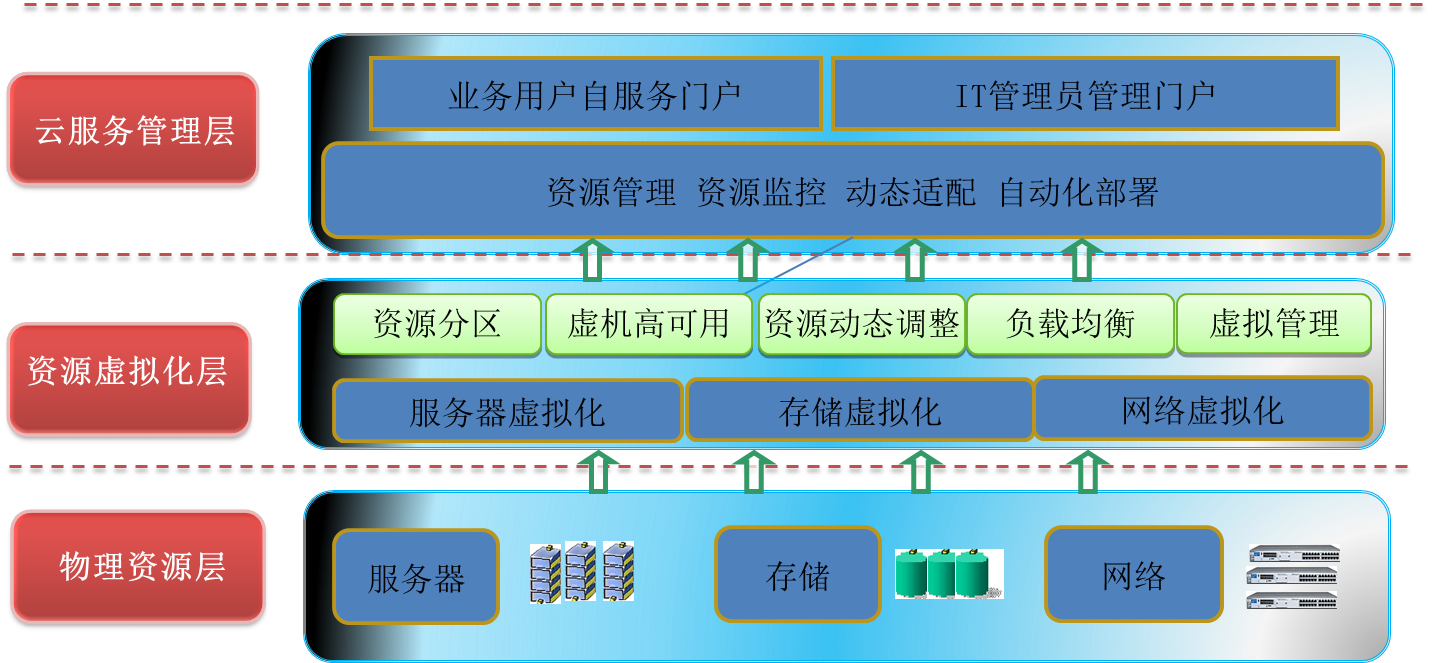 云服务管理层
业务用户自服务门户
IT管理员管理门户
资源管理 资源监控 动态适配 自动化部署
资源虚拟化层
资源分区
虚机高可用
资源动态调整
负载均衡
虚拟管理
服务器虚拟化
存储虚拟化
网络虚拟化
物理资源层
服务器
存储
网络